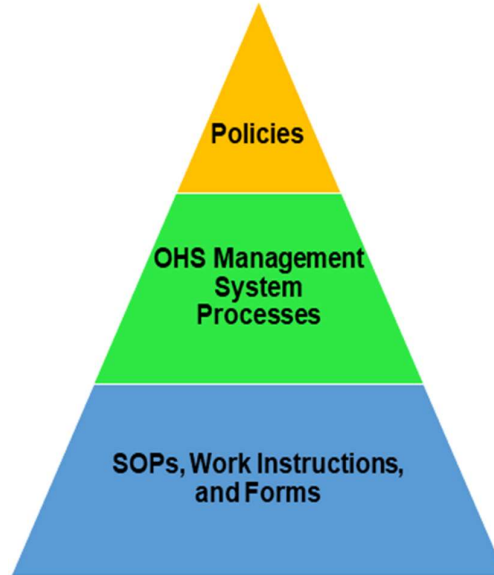 Policies
OHS Management
System
Processes
SOPs, Work Instructions,
and Forms